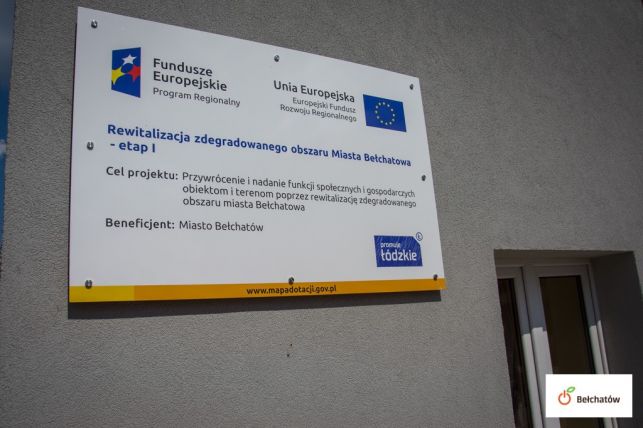 Fundusze
Europejskie
Program Regionalny
Unia Europejska
Europejski Fundusz
Rozwoju Regionalnego
Rewitalizacja zdegradowanego obszaru Miasta Bełchatowa
- etap I
Cel projektu: Przywrócenie i nadanie funkcji społecznych i gospodarczych
obiektom i terenom poprzez rewitalizację zdegradowanego
obszaru miasta Bełchatowa
Beneficjent: Miasto Bełchatów
promuje
łódzkie
www.mapadotacji.gov.pl
Bełchatów